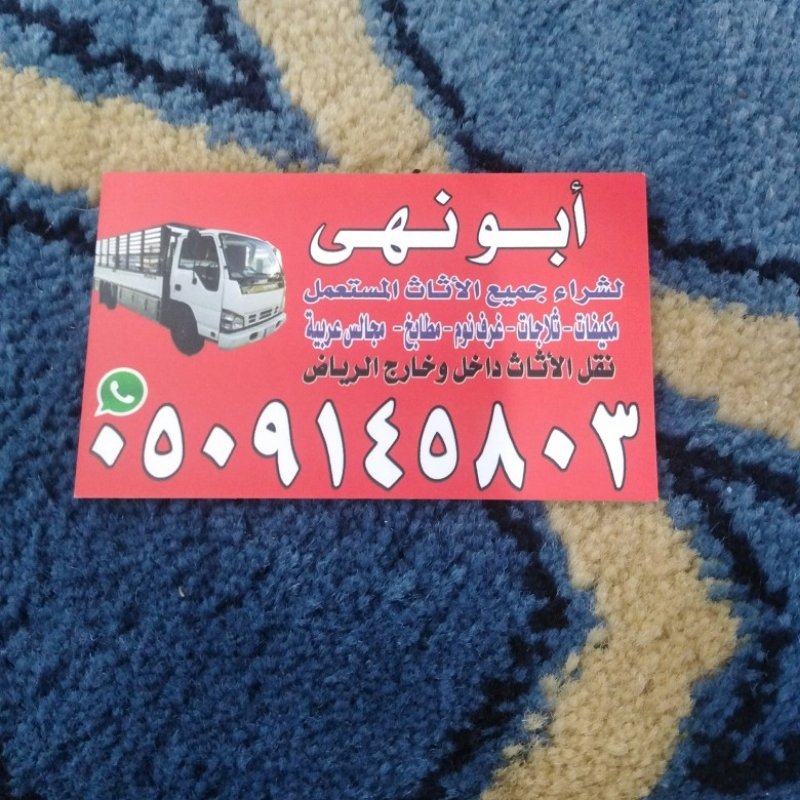 أبو نهى
لشراء جميع الأثاث المستعمل
مكيفات - ثلاجات - غرف نوم - مطابخ - مجالس عربية
نقل الأثاث داخل وخارج الرياض
٠٥٠٩١٤٥٨٠٣